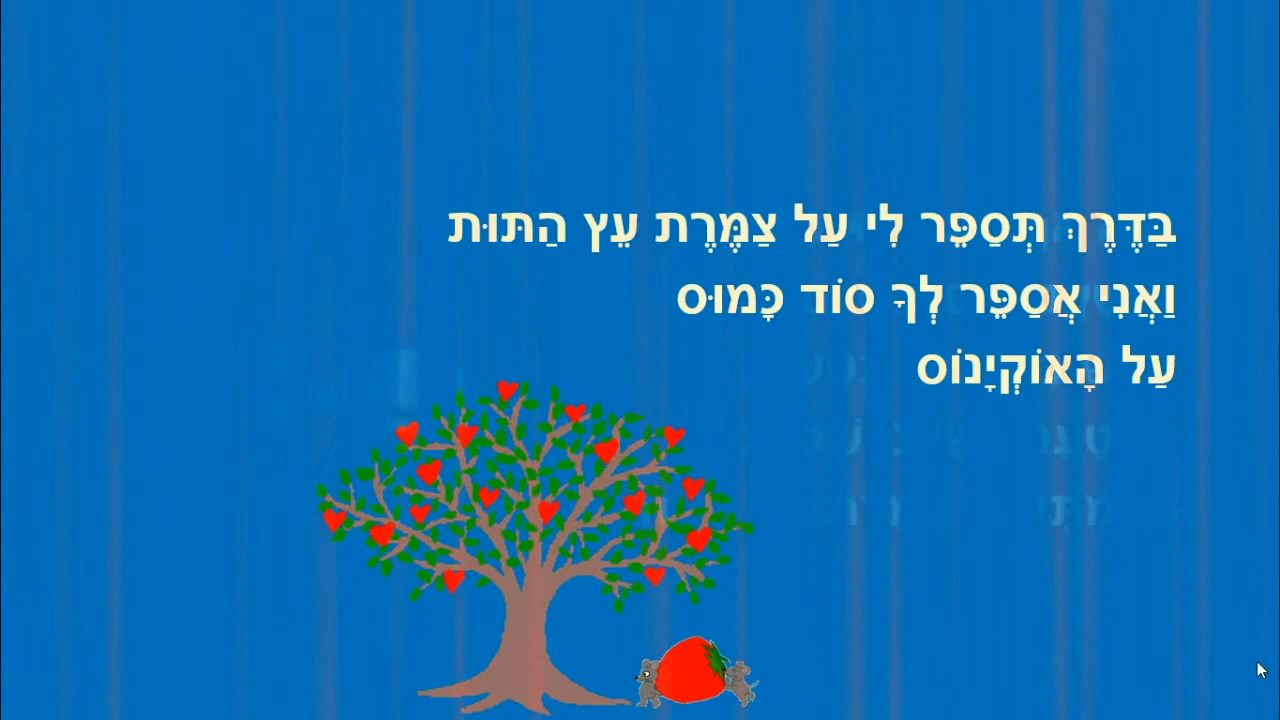 בַּדֶּרֶךְ תְּסַפֵּר לִי עַל צַמֶּרֶת עֵץ הַתּוּת
וַאֲנִי אֲסַפֵּר לְךָ סוֹד כָּמוּס
עַל הָאוֹקְיָנוֹס